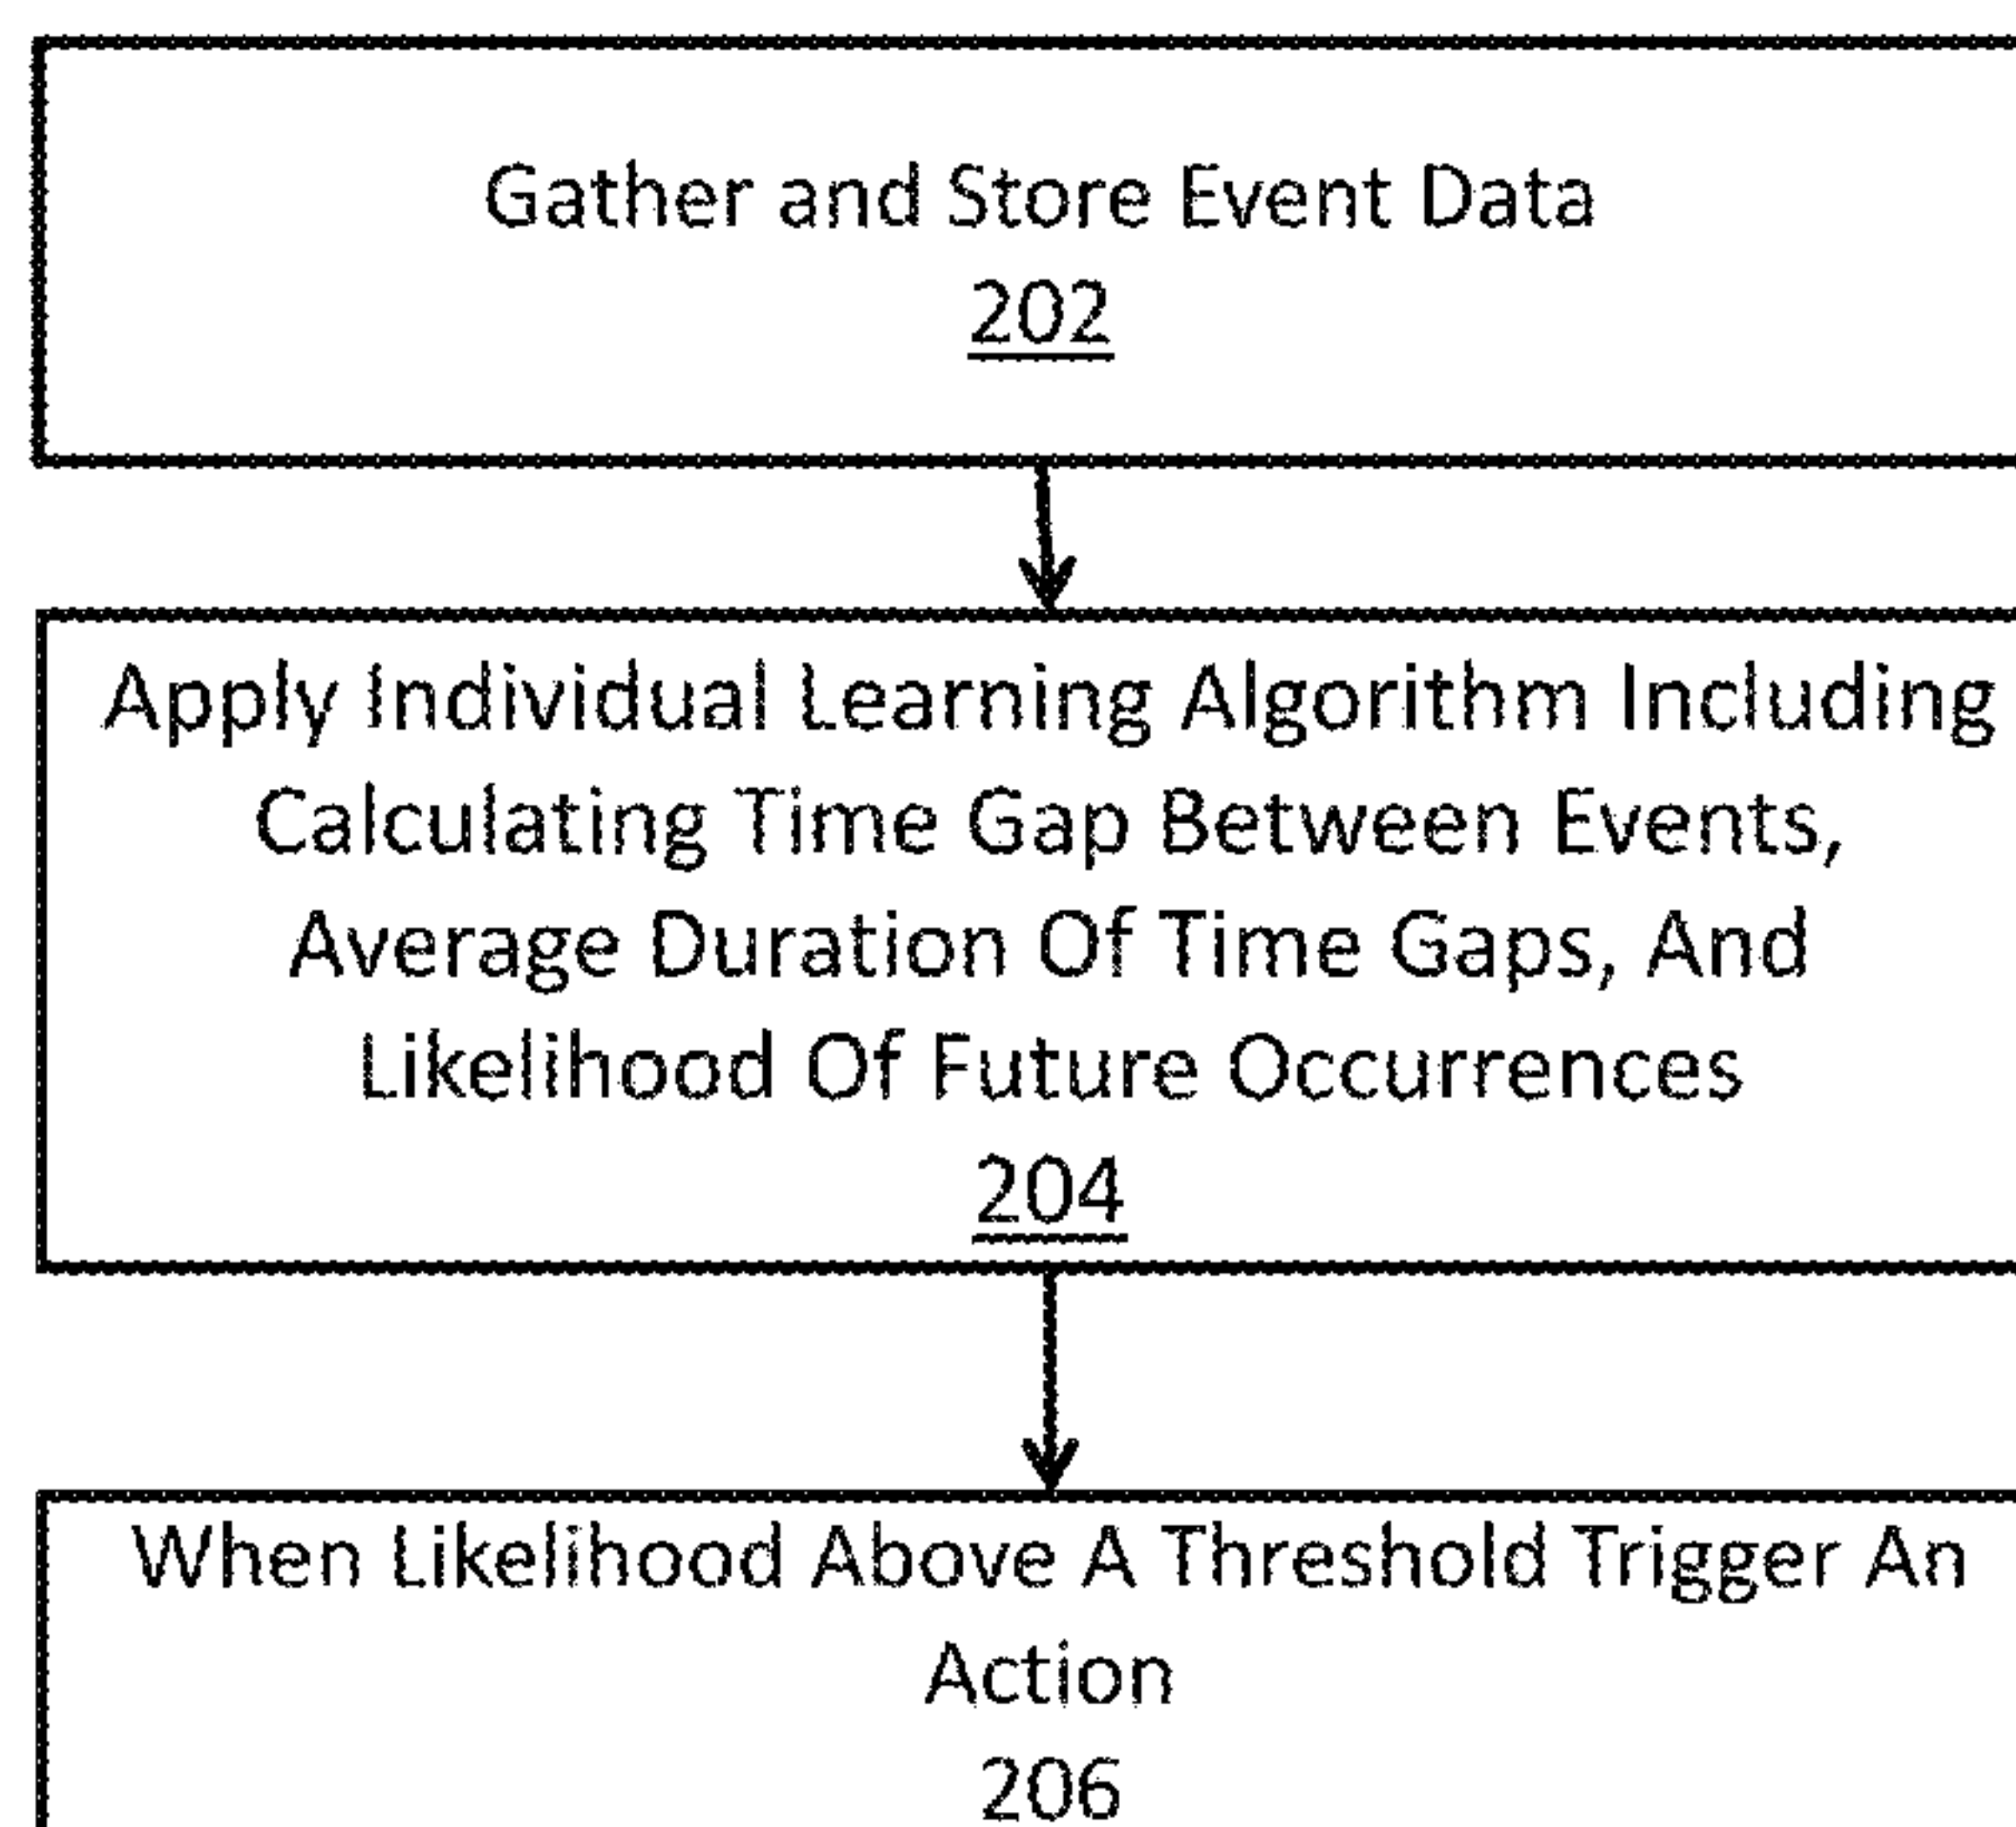 Gather and Store Event Data
202
Apply Individual Learning Algorithm Including
Calculating Time Gap Between Events,
Average Duration Of Time Gaps, And
Likelihood Of Future Occurrences
204
When Likelihood Above A Threshold Trigger An
Action
206